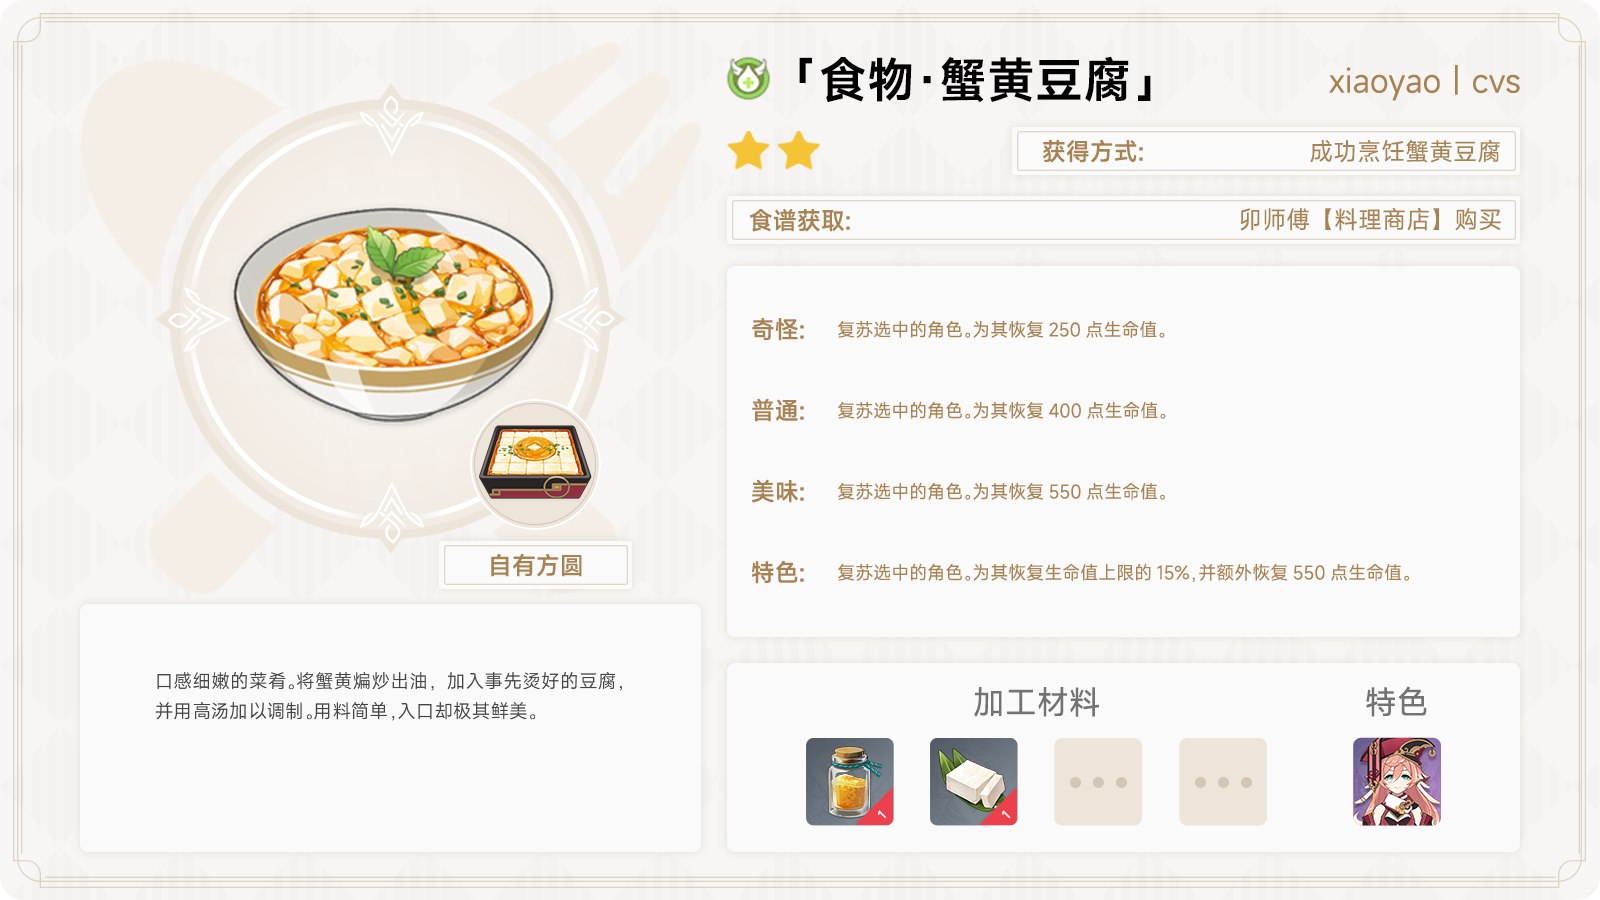 「食物·蟹黄豆腐」
xiaoyao | cvs
获得方式: 成功烹饪蟹黄豆腐
食谱获取: 卯师傅【料理商店】购买
奇怪: 复苏选中的角色。为其恢复 250 点生命值。
普通: 复苏选中的角色。为其恢复 400 点生命值。
美味: 复苏选中的角色。为其恢复 550 点生命值。
特色: 复苏选中的角色。为其恢复生命值上限的 15%,并额外恢复 550 点生命值。
自有方圆
口感细嫩的菜肴。将蟹黄煸炒出油，加入事先烫好的豆腐，
并用高汤加以调制。用料简单,入口却极其鲜美。
加工材料
特色
1
1